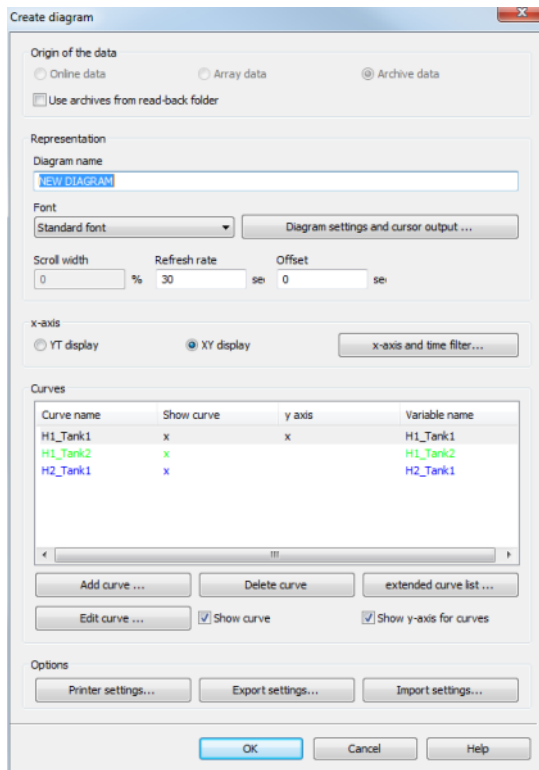 Create diagram
Origin of the data
Online data Array data Archive data
Use archives from read-back folder
Representation
Diagram name
NEW DIAGRAM
Font
Standard font Diagram settings and cursor output ...
Scroll width Refresh rate Offset
0 % 30 se 0 se
x-axis
YT display XY display x-axis and time filter...
Curves
Curve name Show curve y axis Variable name
H1_Tank1 x x H1_Tank1
H1_Tank2 x H1_Tank2
H2_Tank1 x H2_Tank1
Add curve ... Delete curve extended curve list ...
Edit curve ... Show curve Show y-axis for curves
Options
Printer settings... Export settings... Import settings...
OK Cancel Help